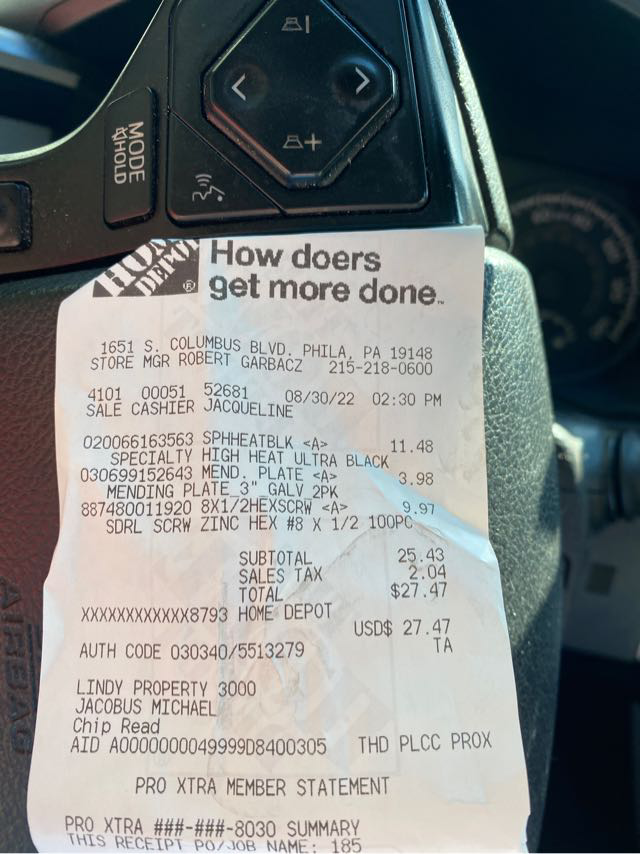 MODE
HOLD
+
HOME
DEPOT
®
How doers
get more done.™
1651 S. COLUMBUS BLVD. PHILA, PA 19148
STORE MGR ROBERT GARBACZ 215-218-0600
4101 00051 52681 08/30/22 02:30 PM
SALE CASHIER JACQUELINE
020066163563 SPHHEATBLK <A> 11.48
SPECIALTY HIGH HEAT ULTRA BLACK
030699152643 MEND. PLATE <A> 3.98
MENDING PLATE_3"_GALV_2PK
887480011920 8X1/2HEXSCRW <A> 9.97
SDRL SCRW ZINC HEX #8 X 1/2 100PC
SUBTOTAL 25.43
SALES TAX 2.04
TOTAL $27.47
XXXXXXXXXXXX8793 HOME DEPOT
USD$ 27.47
AUTH CODE 030340/5513279 TA
LINDY PROPERTY 3000
JACOBUS MICHAEL
Chip Read
AID A0000000049999D8400305 THD PLCC PROX
PRO XTRA MEMBER STATEMENT
PRO XTRA ###-###-8030 SUMMARY
THIS RECEIPT PO/JOB NAME: 185
AIRBAG